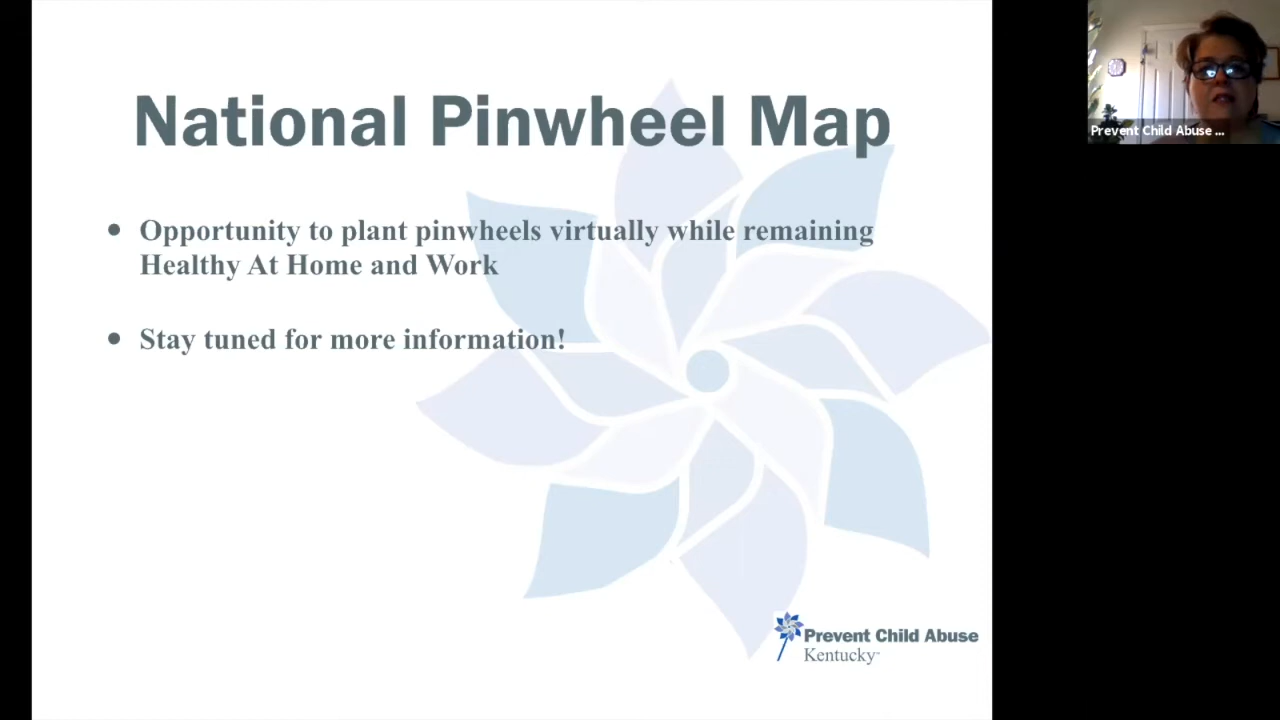 National Pinwheel Map
• Opportunity to plant pinwheels virtually while remaining
Healthy At Home and Work
• Stay tuned for more information!
Prevent Child Abuse
Kentucky™
Prevent Child Abuse ...